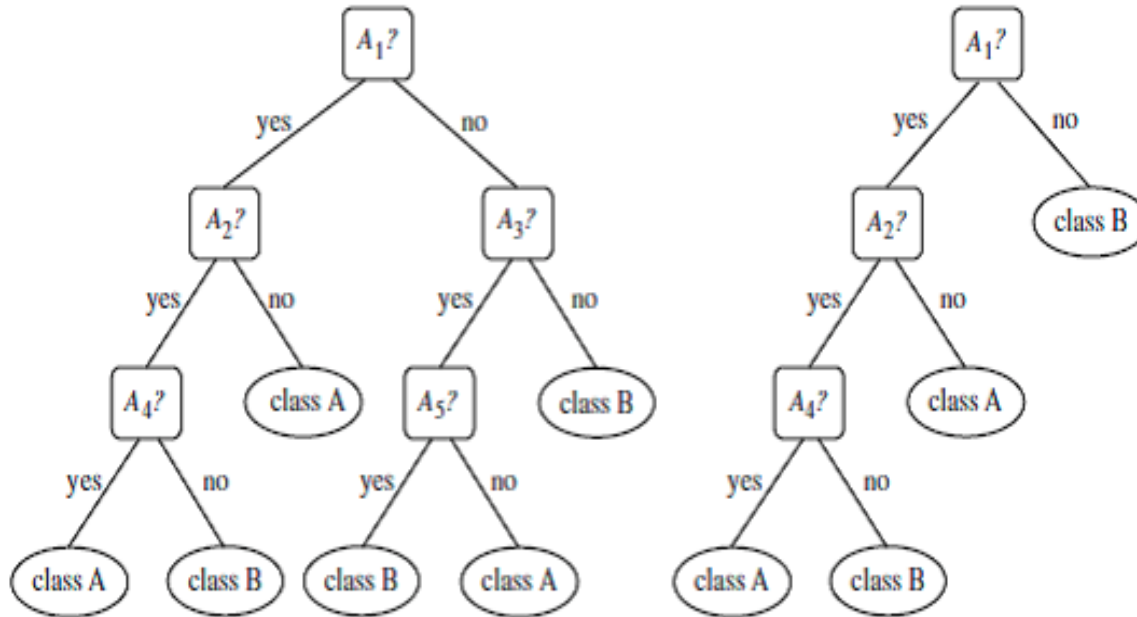 A₁?
A₁?
yes
no
yes
no
A₂?
A₃?
A₂?
class B
yes
no
yes
no
yes
no
A₄?
class A
A₅?
class B
A₄?
class A
yes
no
yes
no
yes
no
class A
class B
class B
class A
class A
class B